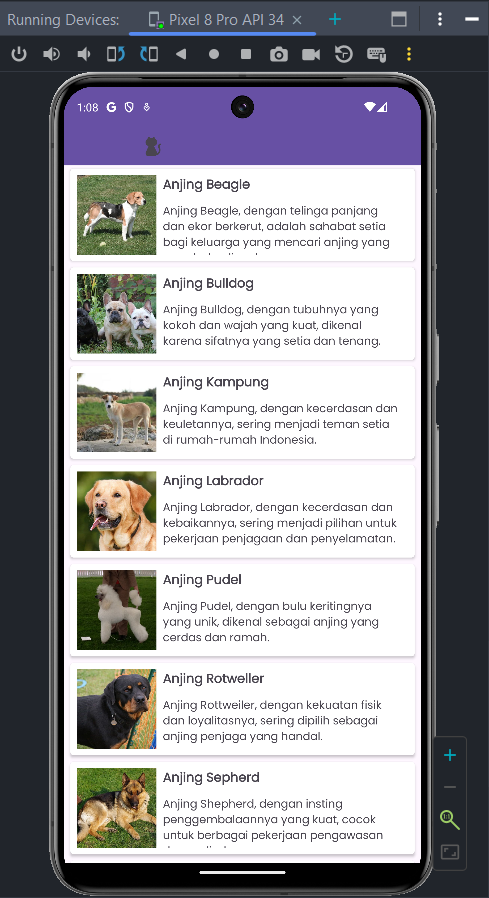 Running Devices:
Pixel 8 Pro API 34
1:08
Anjing Beagle
Anjing Beagle, dengan telinga panjang
dan ekor berkerut, adalah sahabat setia
bagi keluarga yang mencari anjing yang
Anjing Bulldog
Anjing Bulldog, dengan tubuhnya yang
kokoh dan wajah yang kuat, dikenal
karena sifatnya yang setia dan tenang.
Anjing Kampung
Anjing Kampung, dengan kecerdasan dan
keuletannya, sering menjadi teman setia
di rumah-rumah Indonesia.
Anjing Labrador
Anjing Labrador, dengan kecerdasan dan
kebaikannya, sering menjadi pilihan untuk
pekerjaan penjagaan dan penyelamatan.
Anjing Pudel
Anjing Pudel, dengan bulu keritingnya
yang unik, dikenal sebagai anjing yang
cerdas dan ramah.
Anjing Rotweller
Anjing Rottweiler, dengan kekuatan fisik
dan loyalitasnya, sering dipilih sebagai
anjing penjaga yang handal.
Anjing Sepherd
Anjing Shepherd, dengan insting
penggembalaannya yang kuat, cocok
untuk berbagai pekerjaan pengawasan